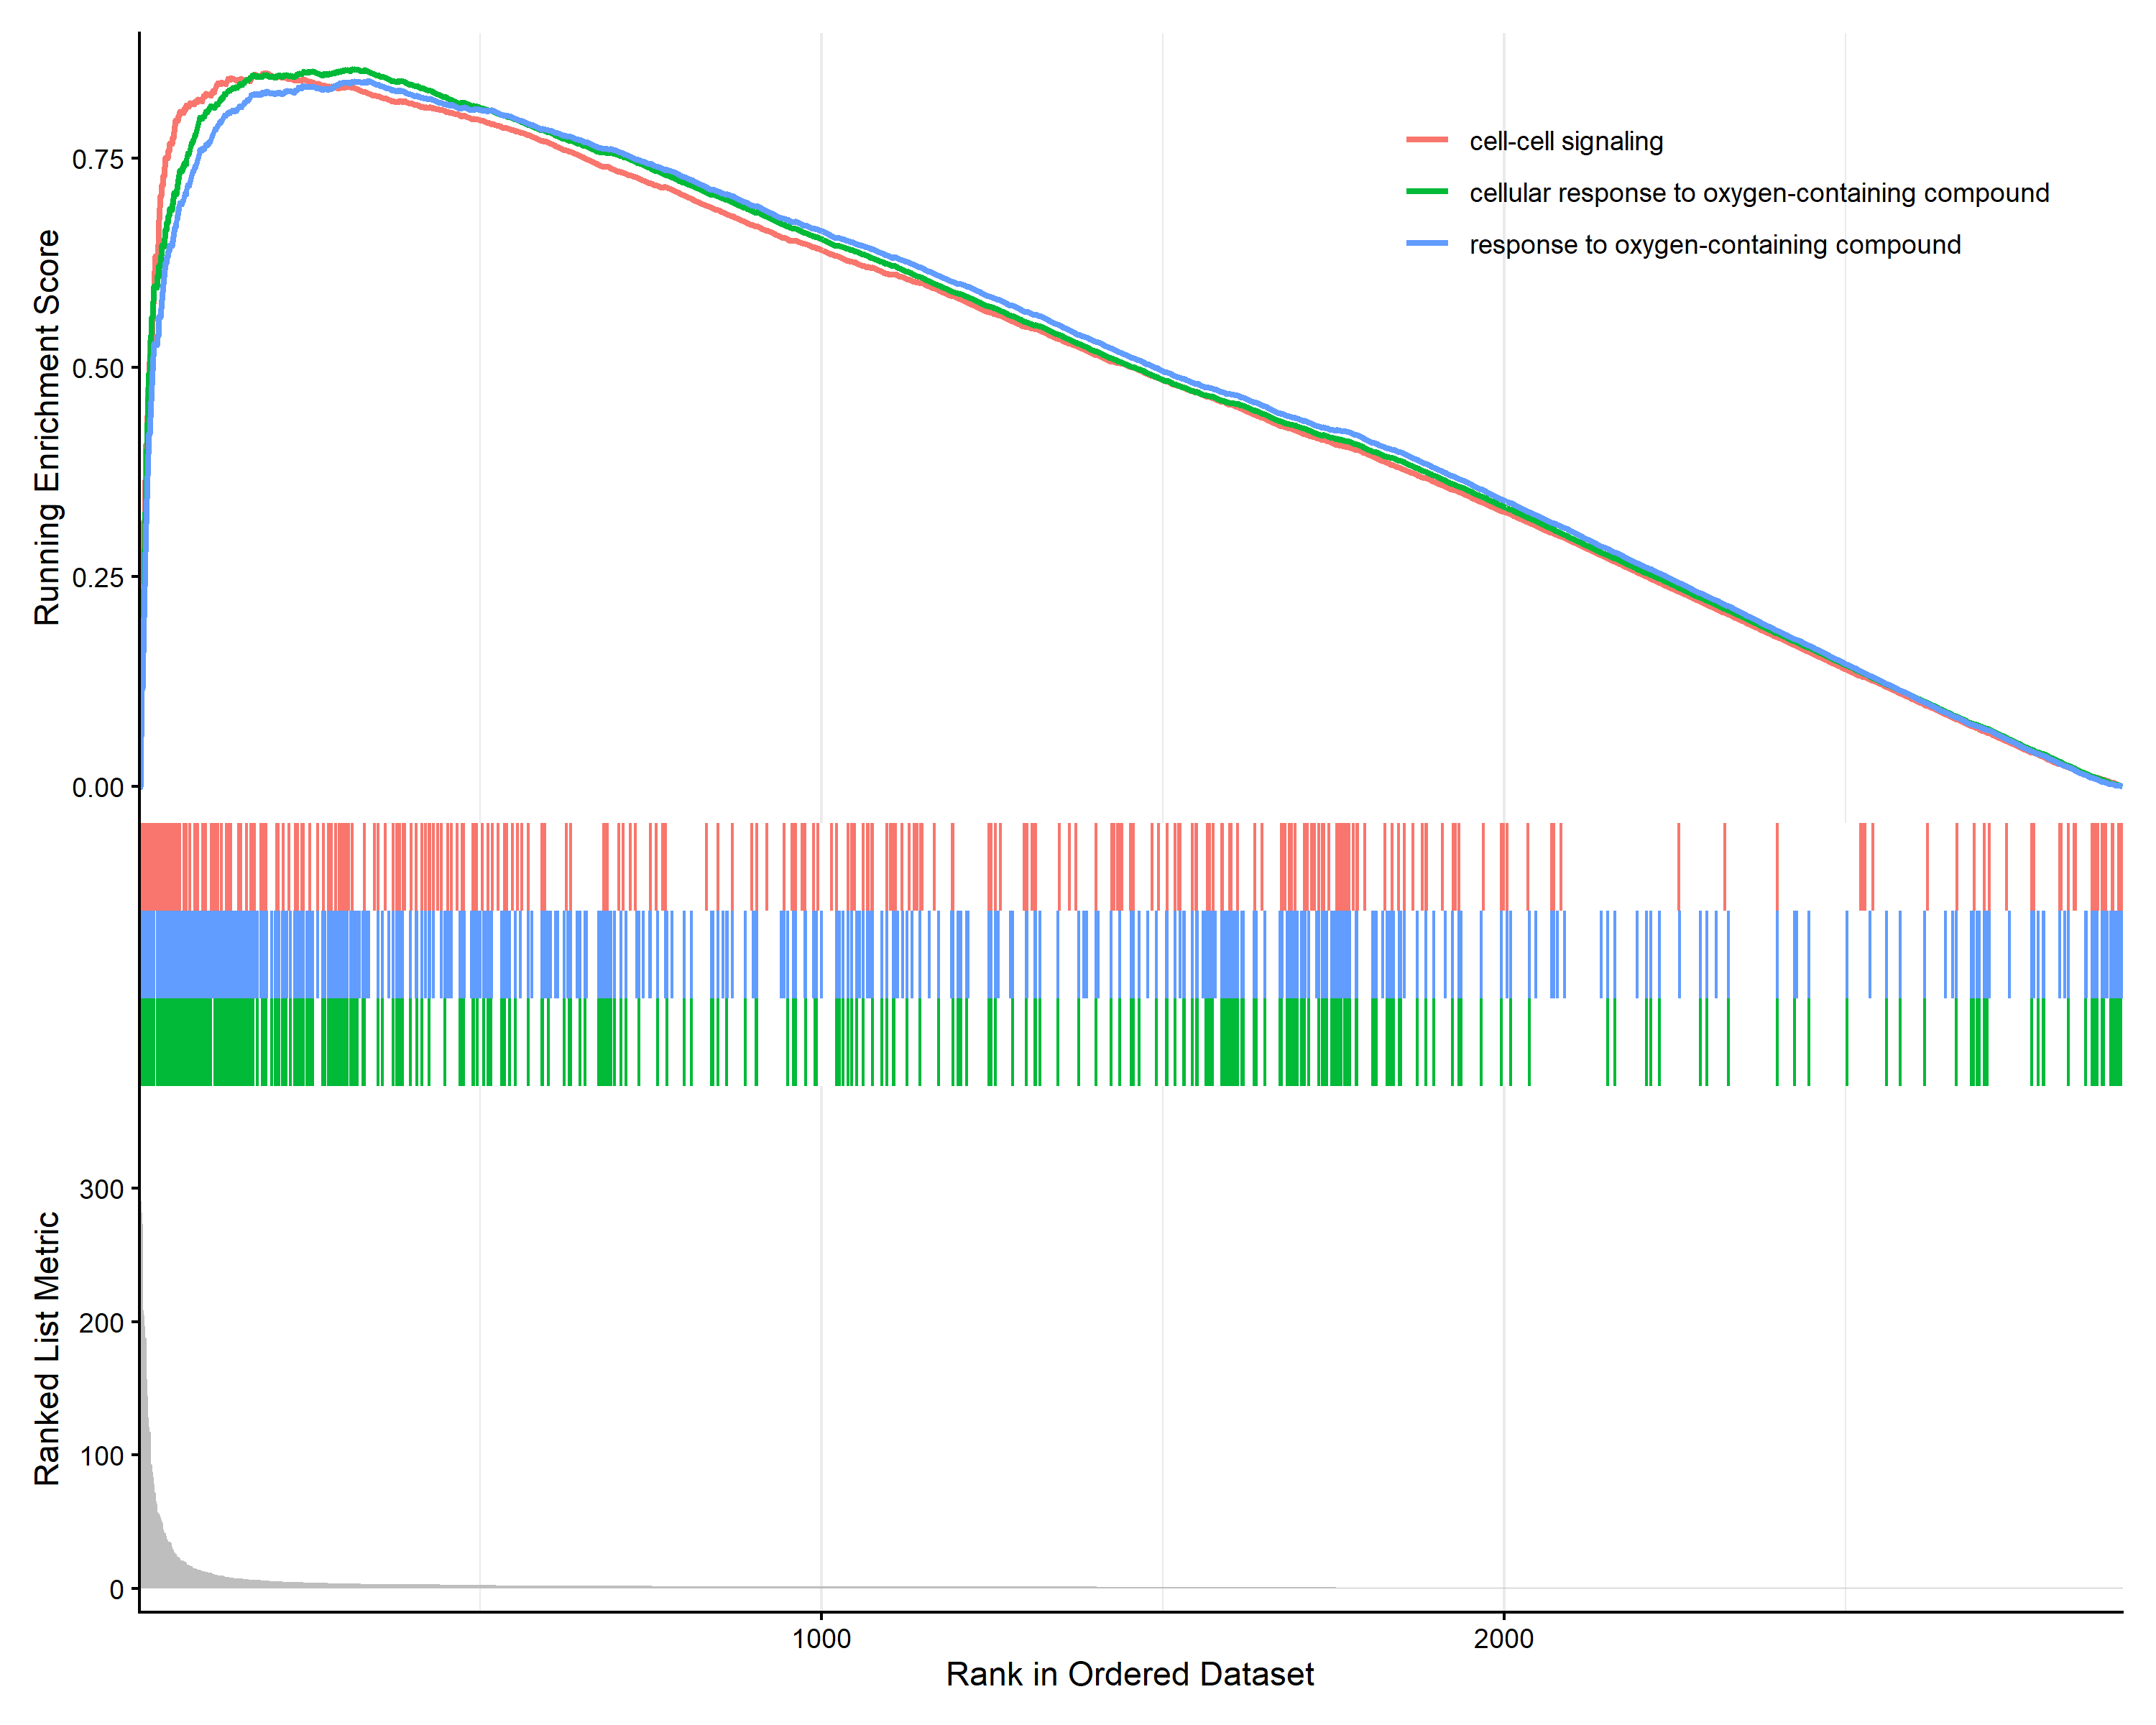 Running Enrichment Score
0.75
0.50
0.25
0.00
cell-cell signaling
cellular response to oxygen-containing compound
response to oxygen-containing compound
Ranked List Metric
300
200
100
0
1000
2000
Rank in Ordered Dataset